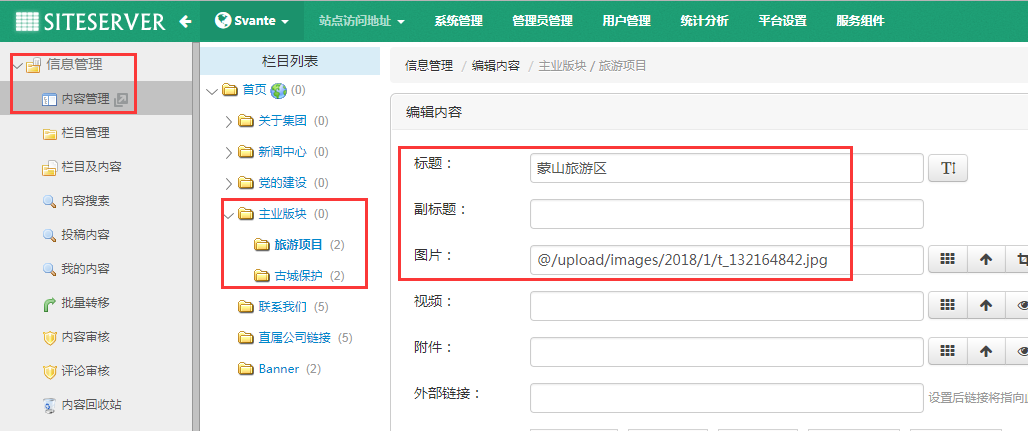 SITESERVER
Svante
站点访问地址
系统管理
管理员管理
用户管理
统计分析
平台设置
服务组件
信息管理
内容管理
栏目管理
栏目及内容
内容搜索
投稿内容
我的内容
批量转移
内容审核
评论审核
内容回收站
栏目列表
首页 (0)
关于集团 (0)
新闻中心 (0)
党的建设 (0)
主业版块 (0)
旅游项目 (2)
古城保护 (2)
联系我们 (5)
直属公司链接 (5)
Banner (2)
信息管理 / 编辑内容 / 主业版块 / 旅游项目
编辑内容
标题： 蒙山旅游区
副标题：
图片： @/upload/images/2018/1/t_132164842.jpg
视频：
附件：
外部链接： 设置后链接将指向